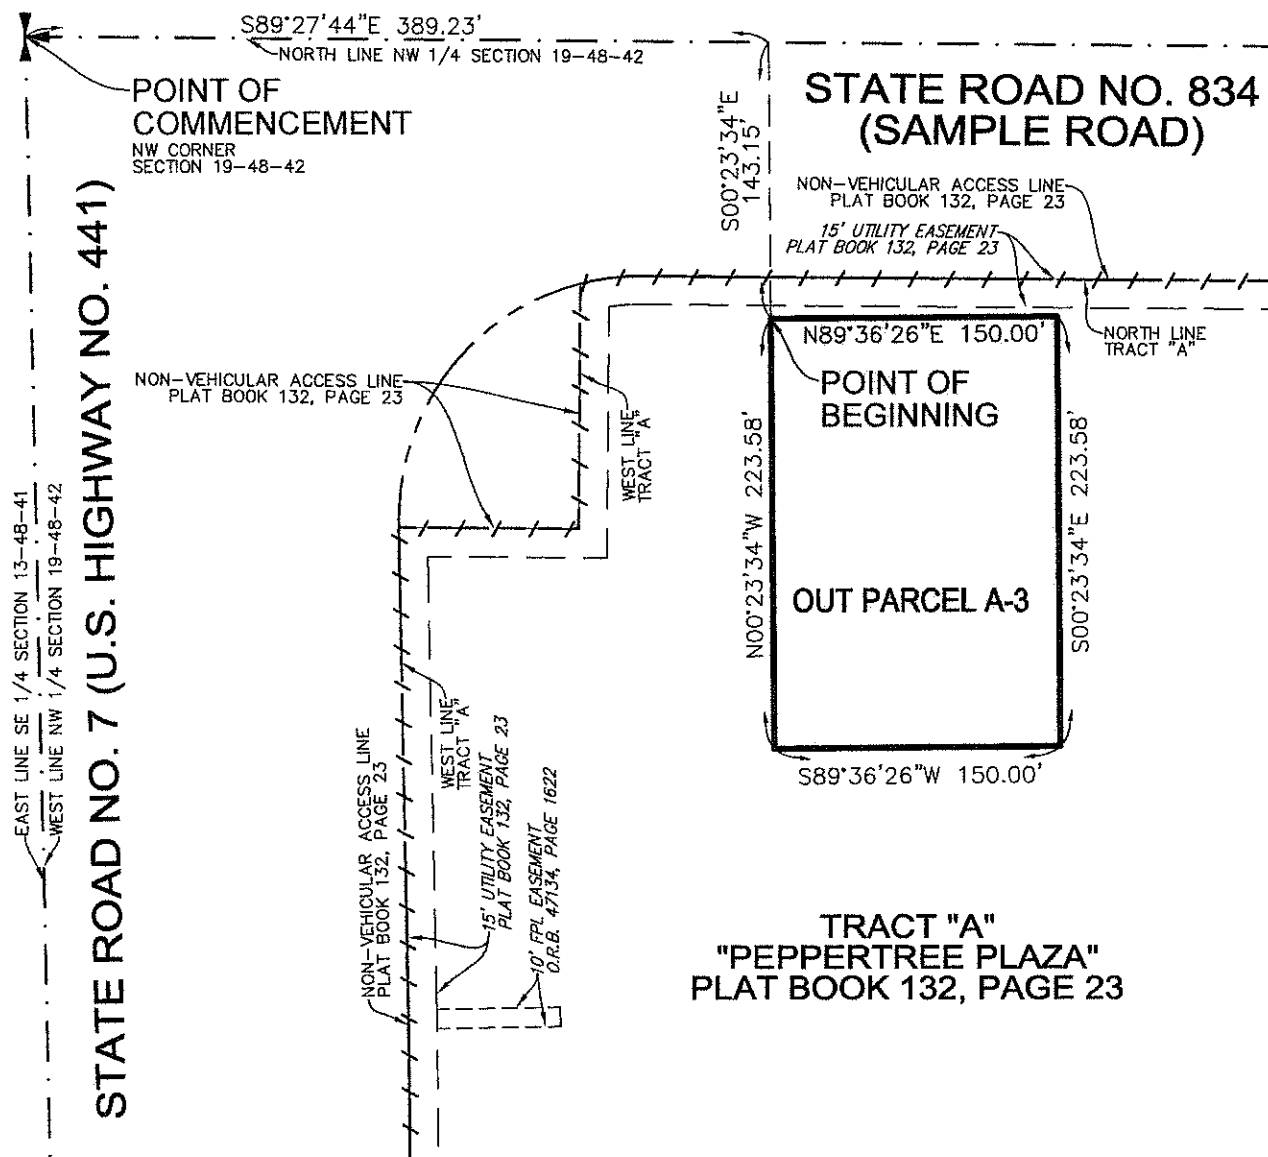 S89°27'44"E 389.23'
NORTH LINE NW 1/4 SECTION 19-48-42
POINT OF
COMMENCEMENT
NW CORNER
SECTION 19-48-42
STATE ROAD NO. 834
(SAMPLE ROAD)
S00°23'34"E
143.15'
NON-VEHICULAR ACCESS LINE
PLAT BOOK 132, PAGE 23
15' UTILITY EASEMENT
PLAT BOOK 132, PAGE 23
N89°36'26"E 150.00'
NORTH LINE
TRACT "A"
POINT OF
BEGINNING
NON-VEHICULAR ACCESS LINE
PLAT BOOK 132, PAGE 23
WEST LINE
TRACT "A"
N00°23'34"W 223.58'
S00°23'34"E 223.58'
OUT PARCEL A-3
S89°36'26"W 150.00'
EAST LINE SE 1/4 SECTION 13-48-41
WEST LINE NW 1/4 SECTION 19-48-42
STATE ROAD NO. 7 (U.S. HIGHWAY NO. 441)
NON-VEHICULAR ACCESS LINE
PLAT BOOK 132, PAGE 23
WEST LINE
TRACT "A"
15' UTILITY EASEMENT
PLAT BOOK 132, PAGE 23
10' FPL EASEMENT
O.R.B. 47134, PAGE 1622
TRACT "A"
"PEPPERTREE PLAZA"
PLAT BOOK 132, PAGE 23